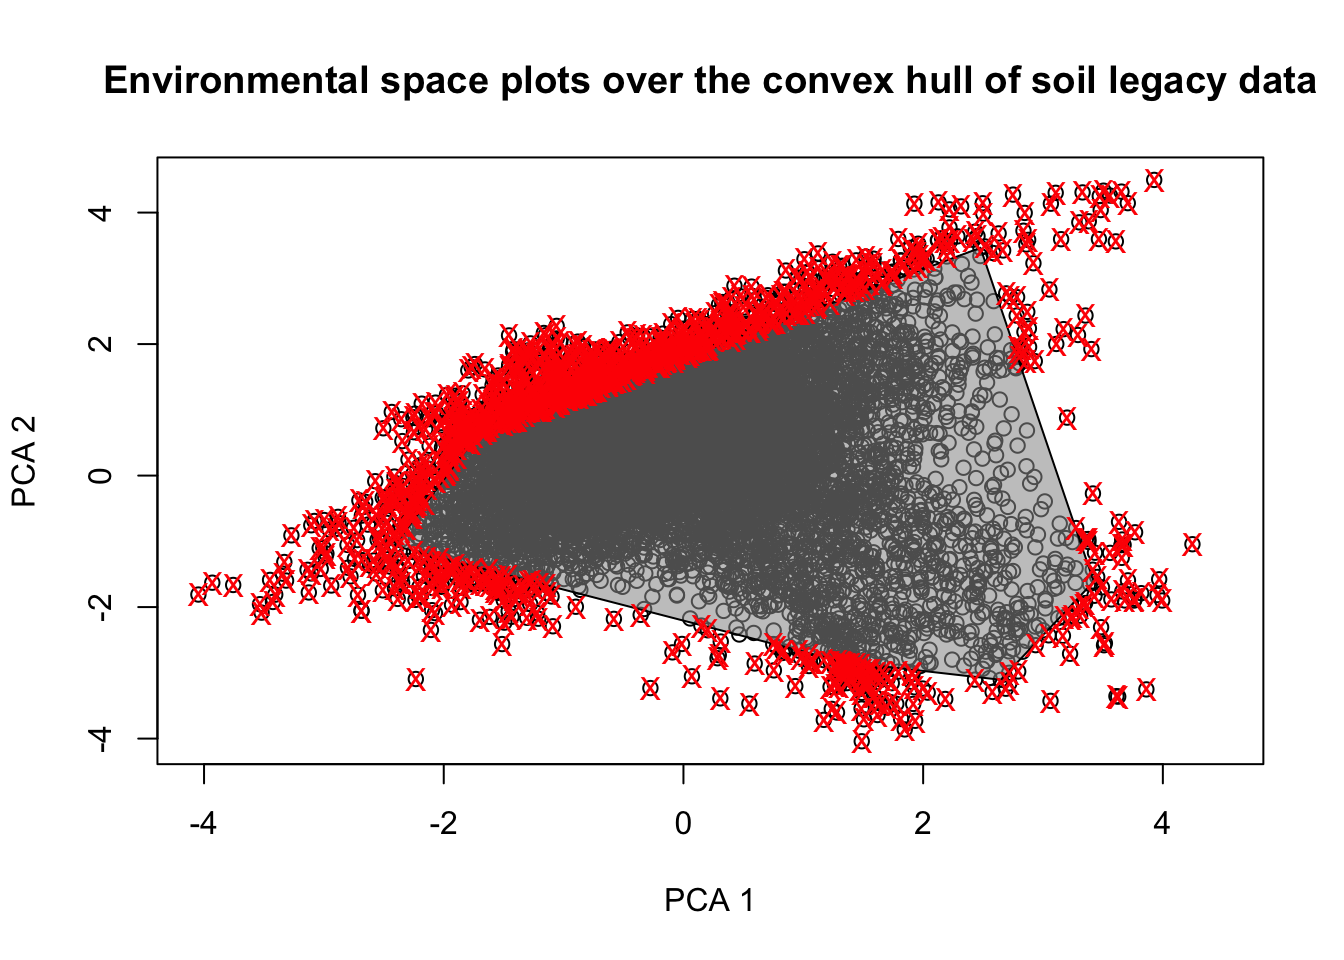 Environmental space plots over the convex hull of soil legacy data
4
2
0
-2
-4
PCA 2
-4 -2 0 2 4
PCA 1